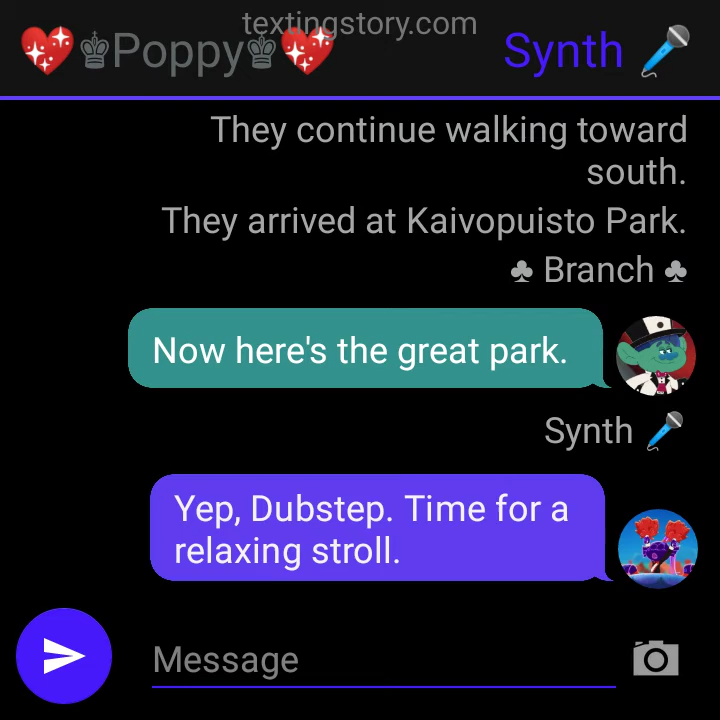 textingstory.com
💖♚Poppy♚💖
Synth 🎤
They continue walking toward
south.
They arrived at Kaivopuisto Park.
♣ Branch ♣
Now here's the great park.
Synth 🎤
Yep, Dubstep. Time for a
relaxing stroll.
Message